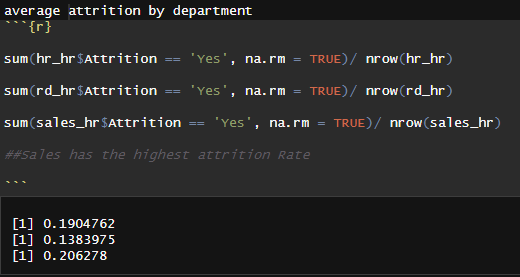 average attrition by department
```{r}
sum(hr_hr$Attrition == 'Yes', na.rm = TRUE)/ nrow(hr_hr)
sum(rd_hr$Attrition == 'Yes', na.rm = TRUE)/ nrow(rd_hr)
sum(sales_hr$Attrition == 'Yes', na.rm = TRUE)/ nrow(sales_hr)
##Sales has the highest attrition Rate
```
[1] 0.1904762
[1] 0.1383975
[1] 0.206278